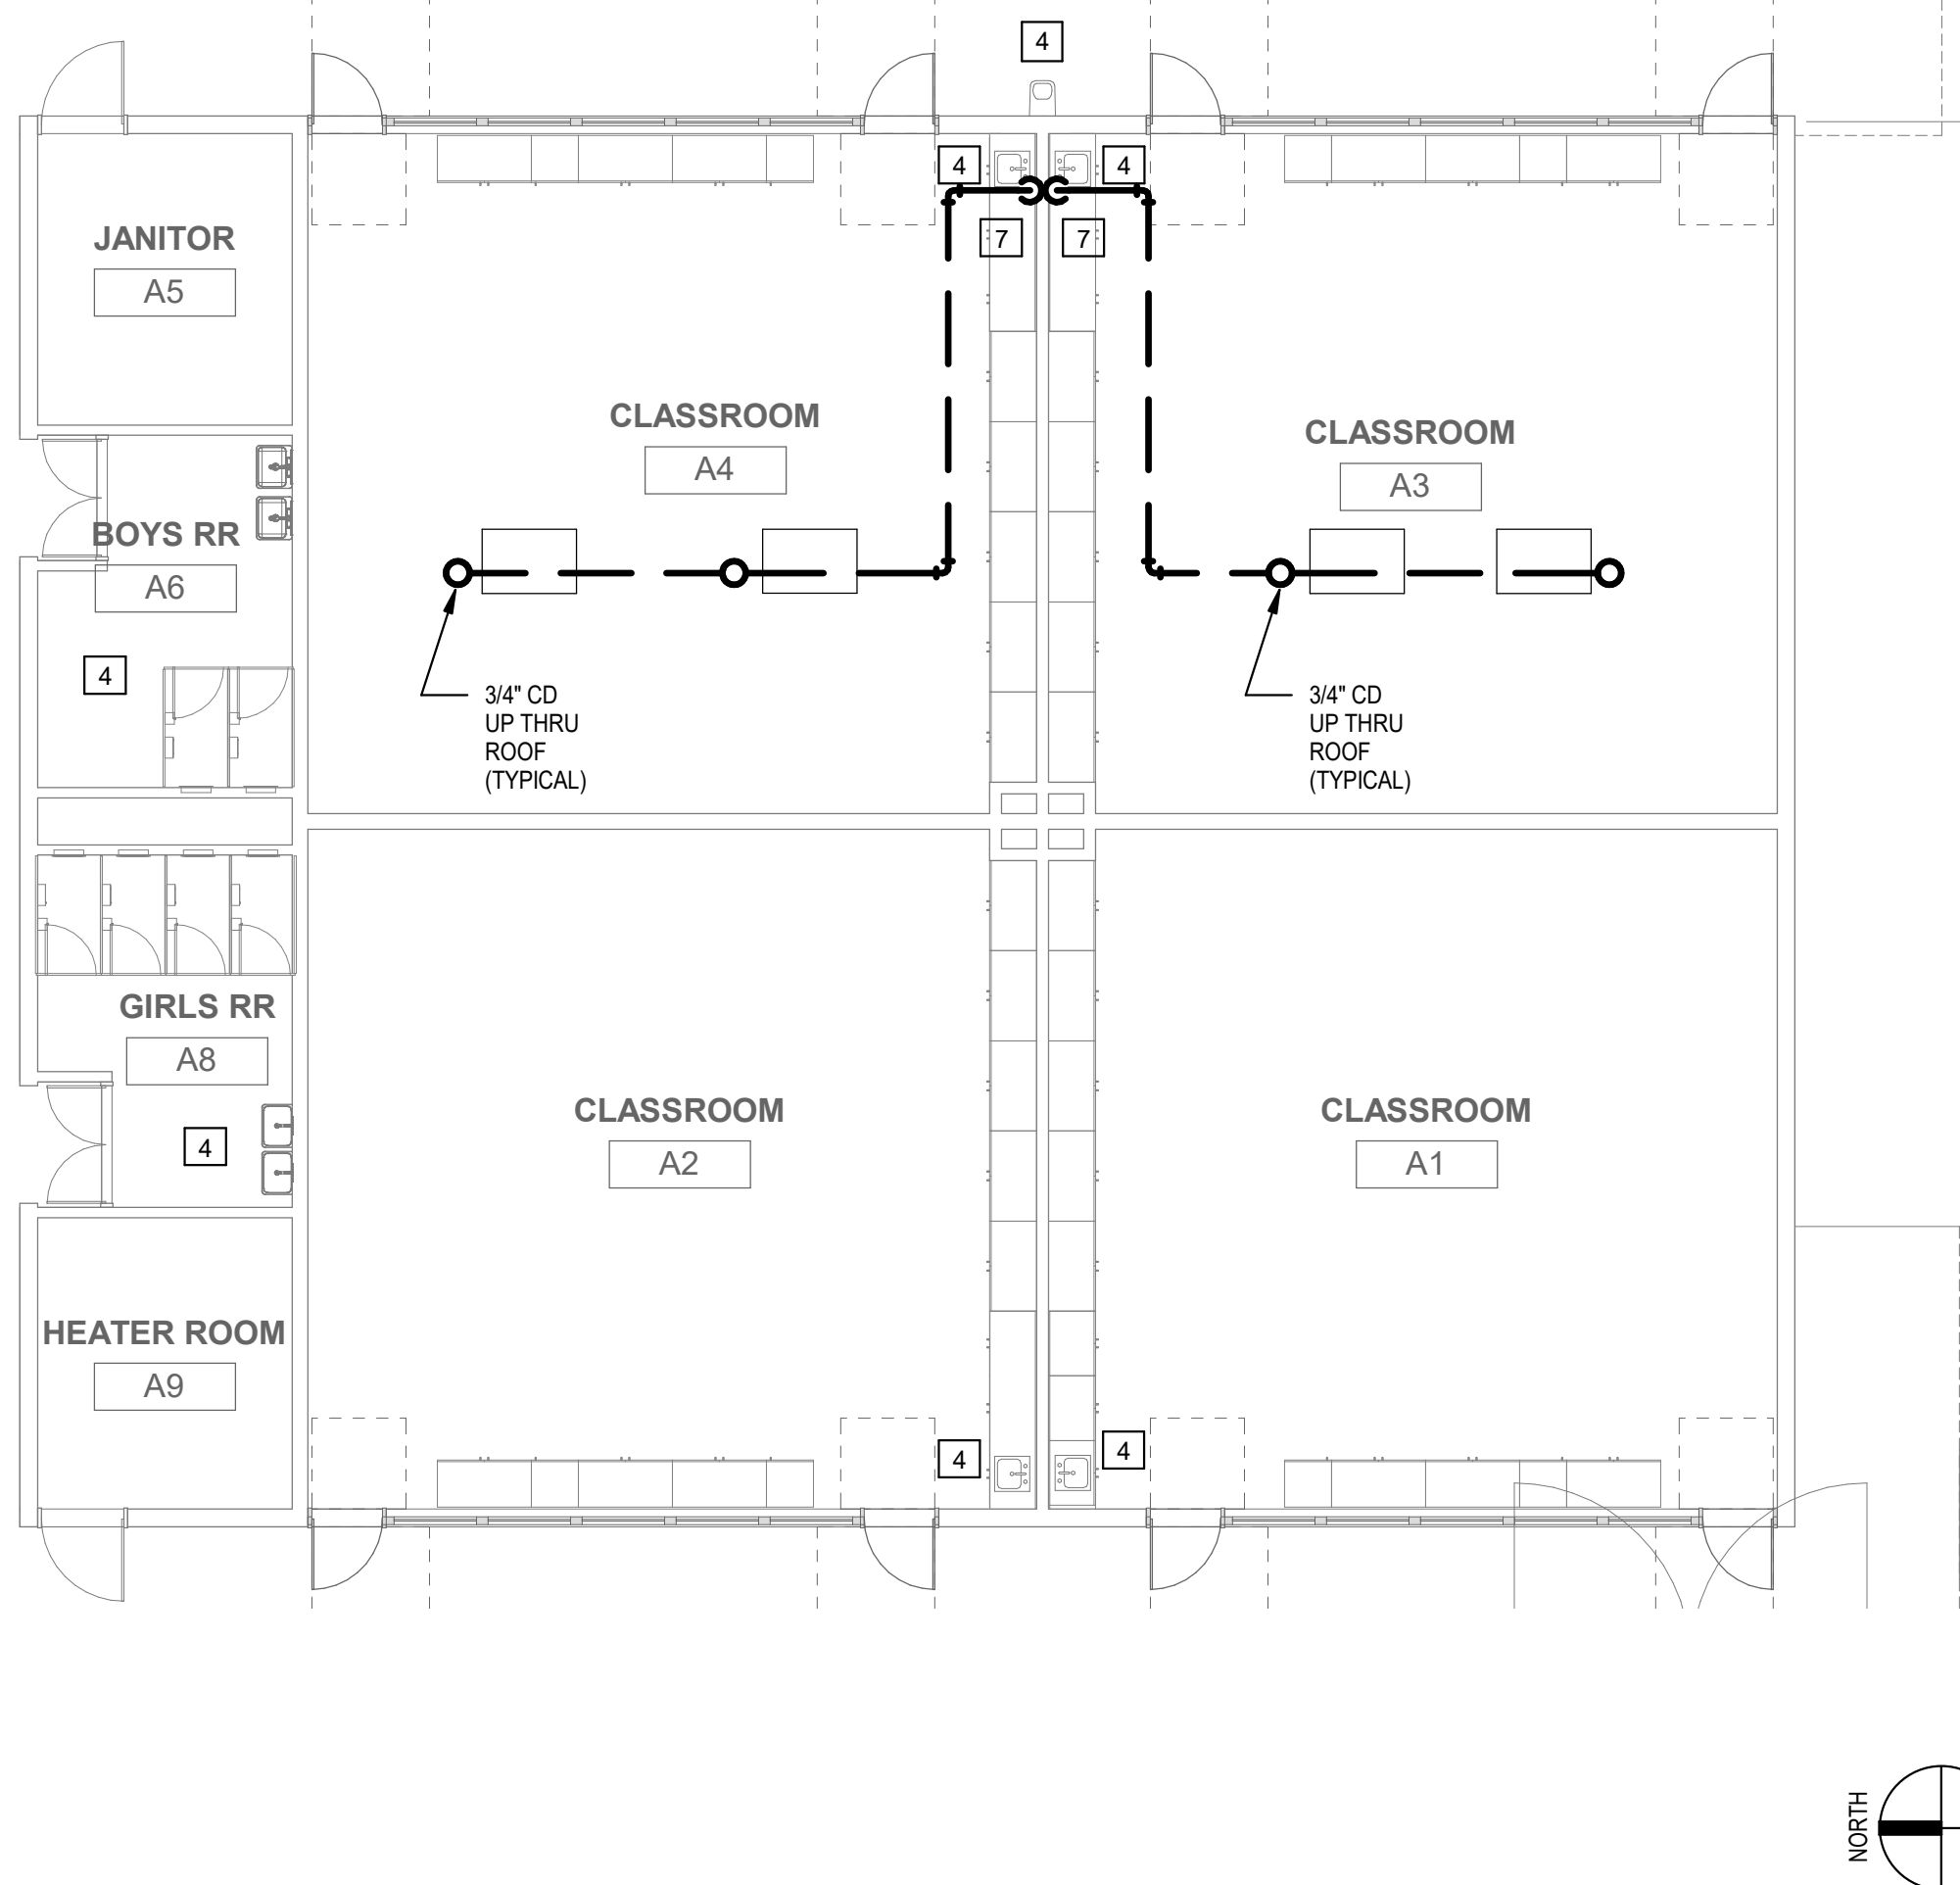 4
4
4
JANITOR
A5
7
7
CLASSROOM
A4
CLASSROOM
A3
BOYS RR
A6
4
3/4" CD
UP THRU
ROOF
(TYPICAL)
3/4" CD
UP THRU
ROOF
(TYPICAL)
GIRLS RR
A8
4
CLASSROOM
A2
CLASSROOM
A1
HEATER ROOM
A9
4
4
NORTH